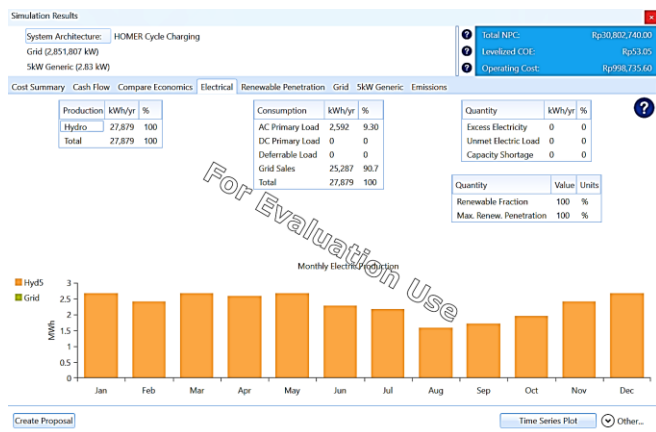 Simulation Results
System Architecture: HOMER Cycle Charging
Grid (2,851,807 kW)
5kW Generic (2.83 kW)
Total NPC: Rp30,802,740.00
Levelized COE: Rp53.05
Operating Cost: Rp998,735.60
Cost Summary Cash Flow Compare Economics Electrical Renewable Penetration Grid 5kW Generic Emissions
Production kWh/yr %
Hydro 27,879 100
Total 27,879 100
Consumption kWh/yr %
AC Primary Load 2,592 9.30
DC Primary Load 0 0
Deferrable Load 0 0
Grid Sales 25,287 90.7
Total 27,879 100
Quantity kWh/yr %
Excess Electricity 0 0
Unmet Electric Load 0 0
Capacity Shortage 0 0
Quantity Value Units
Renewable Fraction 100 %
Max. Renew. Penetration 100 %
For Evaluation Use
Monthly Electric Production
Hyd5
Grid
MWh
3
2.5
2
1.5
1
0.5
0
Jan Feb Mar Apr May Jun Jul Aug Sep Oct Nov Dec
Create Proposal
Time Series Plot
Other...